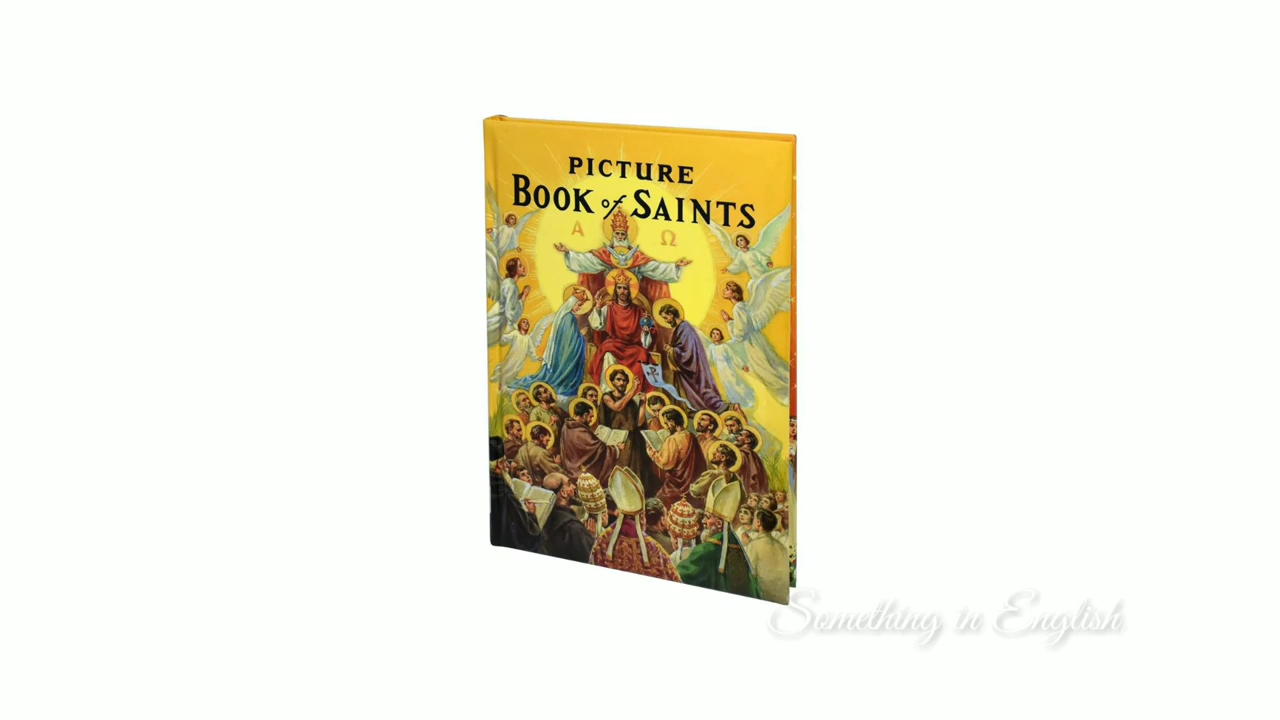 PICTURE
BOOK of SAINTS
Α Ω
Something in English